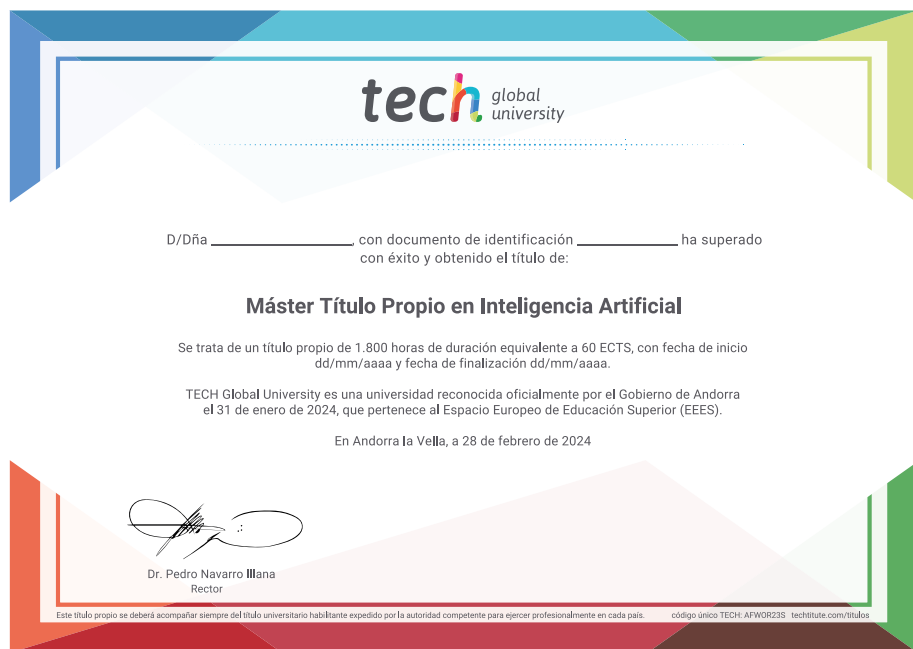 tech global university
D/Dña ____________________, con documento de identificación ______________ ha superado
con éxito y obtenido el título de:
Máster Título Propio en Inteligencia Artificial
Se trata de un título propio de 1.800 horas de duración equivalente a 60 ECTS, con fecha de inicio
dd/mm/aaaa y fecha de finalización dd/mm/aaaa.
TECH Global University es una universidad reconocida oficialmente por el Gobierno de Andorra
el 31 de enero de 2024, que pertenece al Espacio Europeo de Educación Superior (EEES).
En Andorra la Vella, a 28 de febrero de 2024
Dr. Pedro Navarro Illana
Rector
Este título propio se deberá acompañar siempre del título universitario habilitante expedido por la autoridad competente para ejercer profesionalmente en cada país. código único TECH: AFWOR23S techtitute.com/titulos